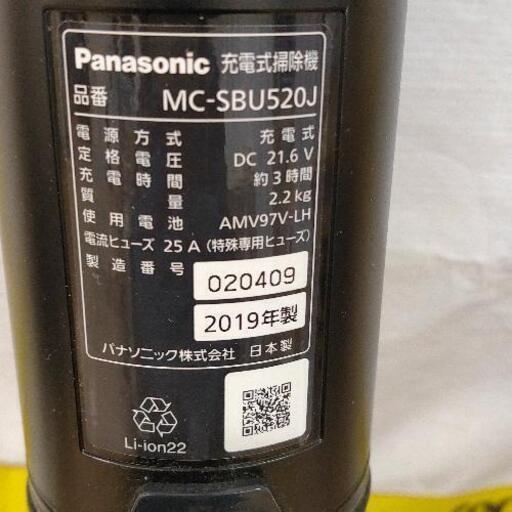 Panasonic 充電式掃除機
品番 MC-SBU520J
電源方式 充電式
定格電圧 DC 21.6 V
充電時間 約3時間
質量 2.2 kg
使用電池 AMV97V-LH
電流ヒューズ 25 A (特殊専用ヒューズ)
製造番号 020409
2019年製
パナソニック株式会社 日本製
Li-ion22